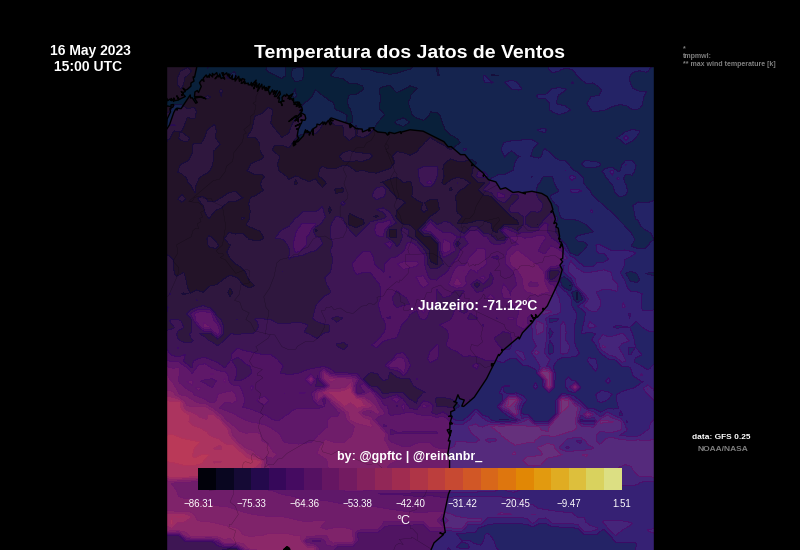 16 May 2023
15:00 UTC
Temperatura dos Jatos de Ventos
*
tmpmwl:
** max wind temperature [k]
. Juazeiro: -71.12ºC
data: GFS 0.25
NOAA/NASA
by: @gpftc | @reinanbr_
−86.31 −75.33 −64.36 −53.38 −42.40 −31.42 −20.45 −9.47 1.51
ºC